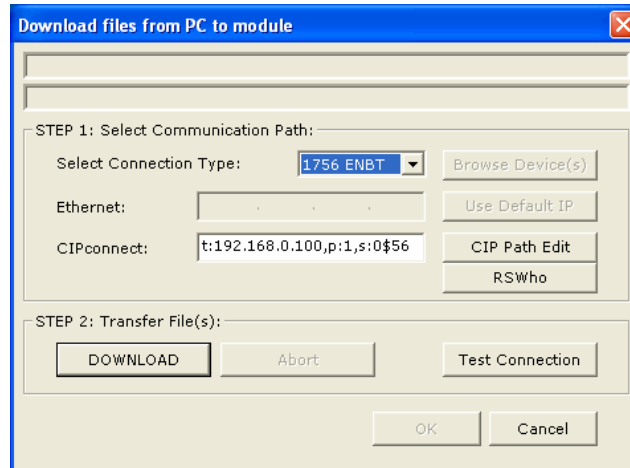 Download files from PC to module
STEP 1: Select Communication Path:
Select Connection Type: 1756 ENBT Browse Device(s)
Ethernet: . . . Use Default IP
CIPconnect: t:192.168.0.100,p:1,s:0$56 CIP Path Edit
RSWho
STEP 2: Transfer File(s):
DOWNLOAD Abort Test Connection
OK Cancel